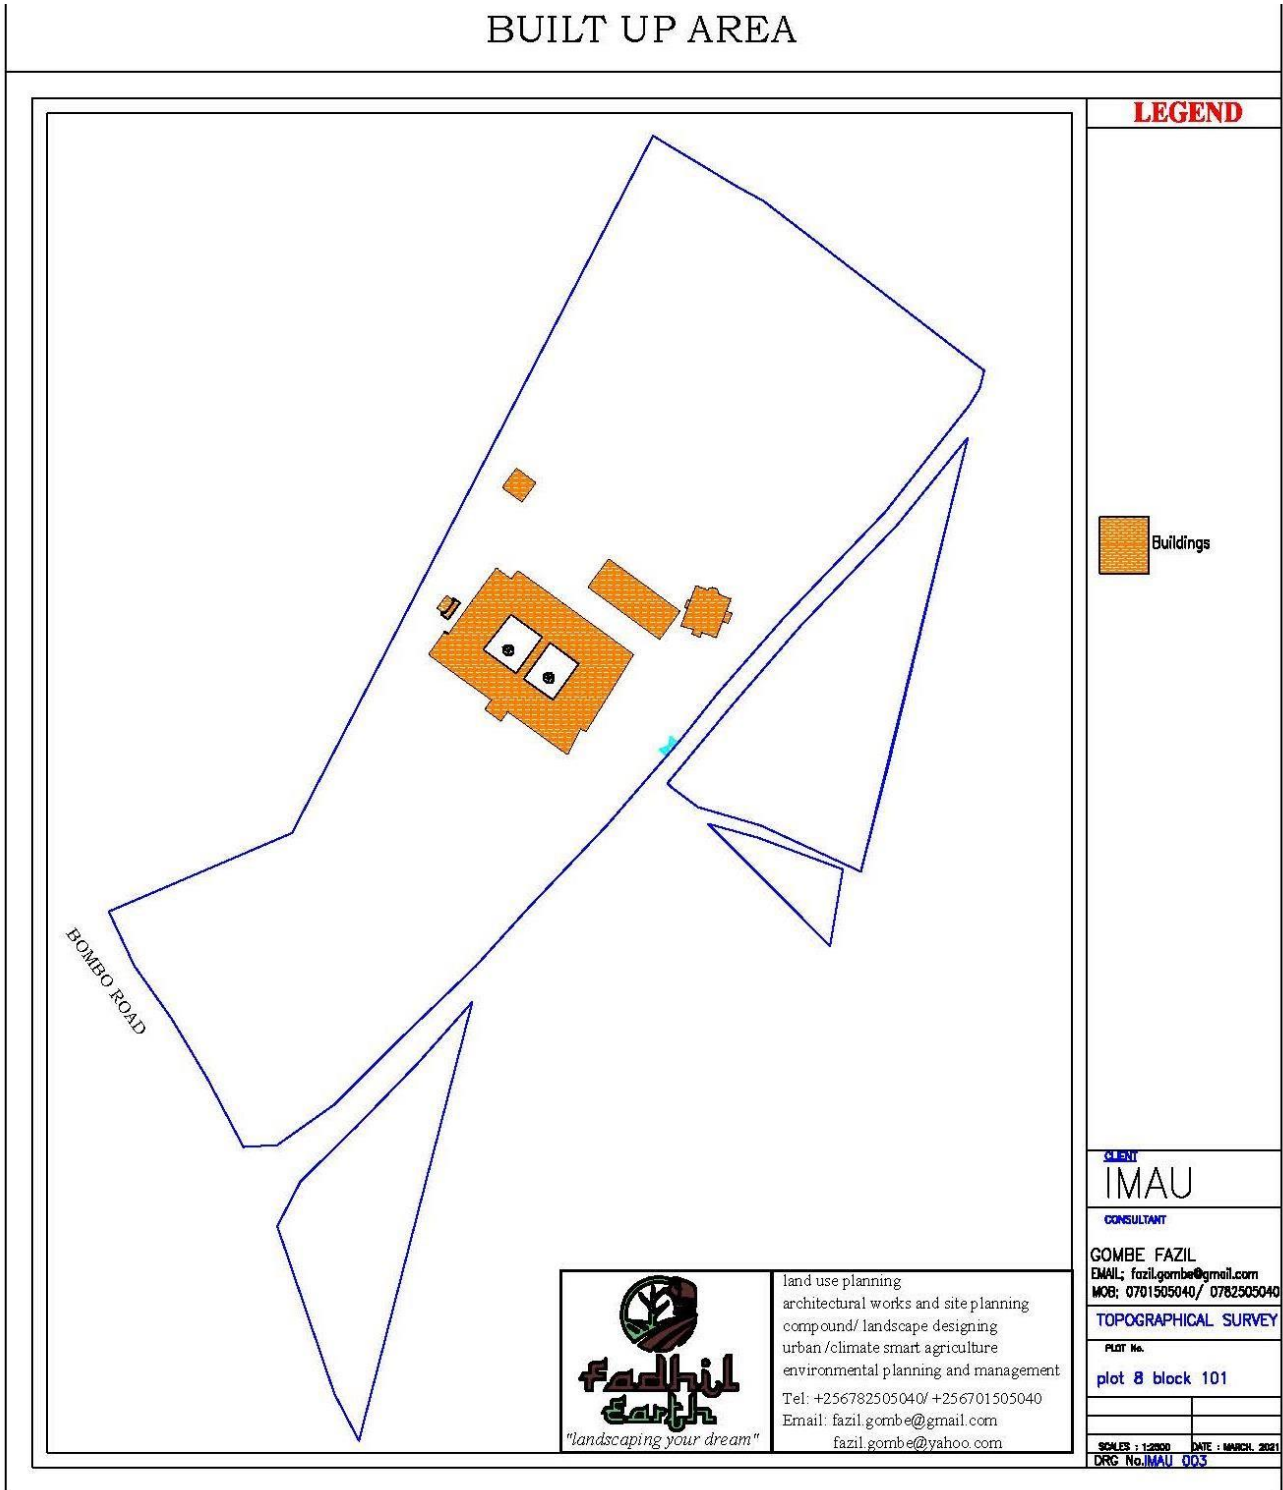 BUILT UP AREA
LEGEND
Buildings
BOMBO ROAD
CLIENT
IMAU
CONSULTANT
GOMBE FAZIL
EMAIL; fazil.gombe@gmail.com
MOB; 0701505040/ 0782505040
TOPOGRAPHICAL SURVEY
PLOT No.
plot 8 block 101
SCALES : 1:2500
DATE : MARCH. 2021
DRG No.IMAU 003
fadhil
Earth
"landscaping your dream"
land use planning
architectural works and site planning
compound/ landscape designing
urban /climate smart agriculture
environmental planning and management
Tel: +256782505040/ +256701505040
Email: fazil.gombe@gmail.com
fazil.gombe@yahoo.com